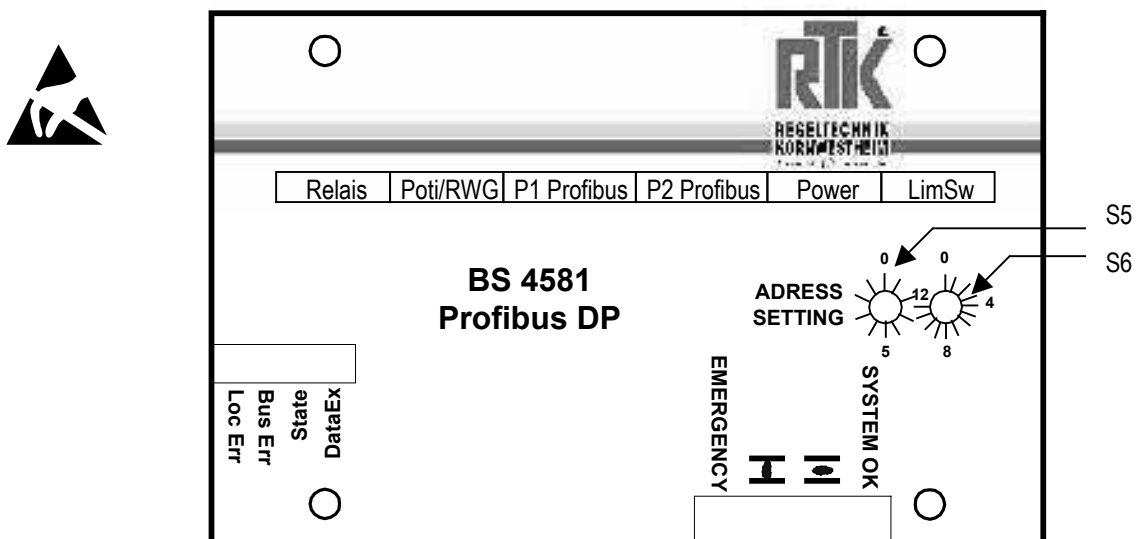 RTK
REGELTECHNIK
KORNWESTHEIM
Relais Poti/RWG P1 Profibus P2 Profibus Power LimSw
S5
S6
BS 4581
Profibus DP
ADRESS
SETTING
0
5
0
12
4
8
Loc Err
Bus Err
State
DataEx
EMERGENCY
SYSTEM OK